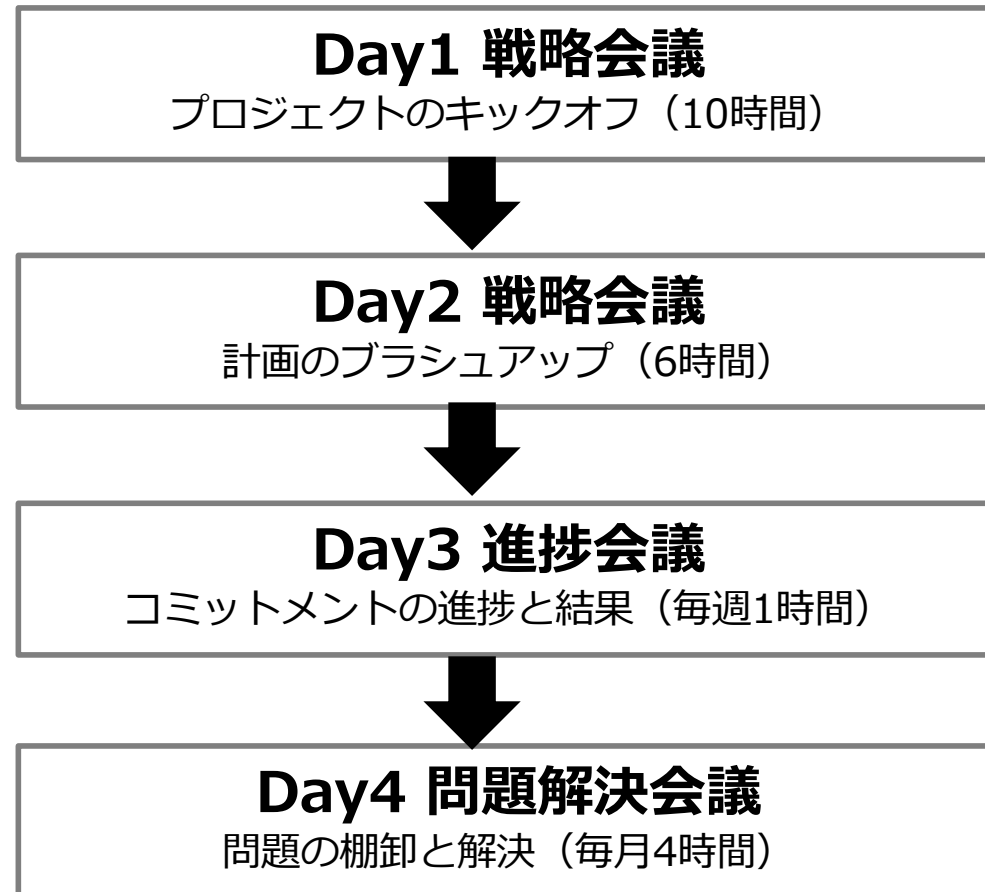 Day1 戦略会議
プロジェクトのキックオフ（10時間）
Day2 戦略会議
計画のブラシュアップ（6時間）
Day3 進捗会議
コミットメントの進捗と結果（毎週1時間）
Day4 問題解決会議
問題の棚卸と解決（毎月4時間）